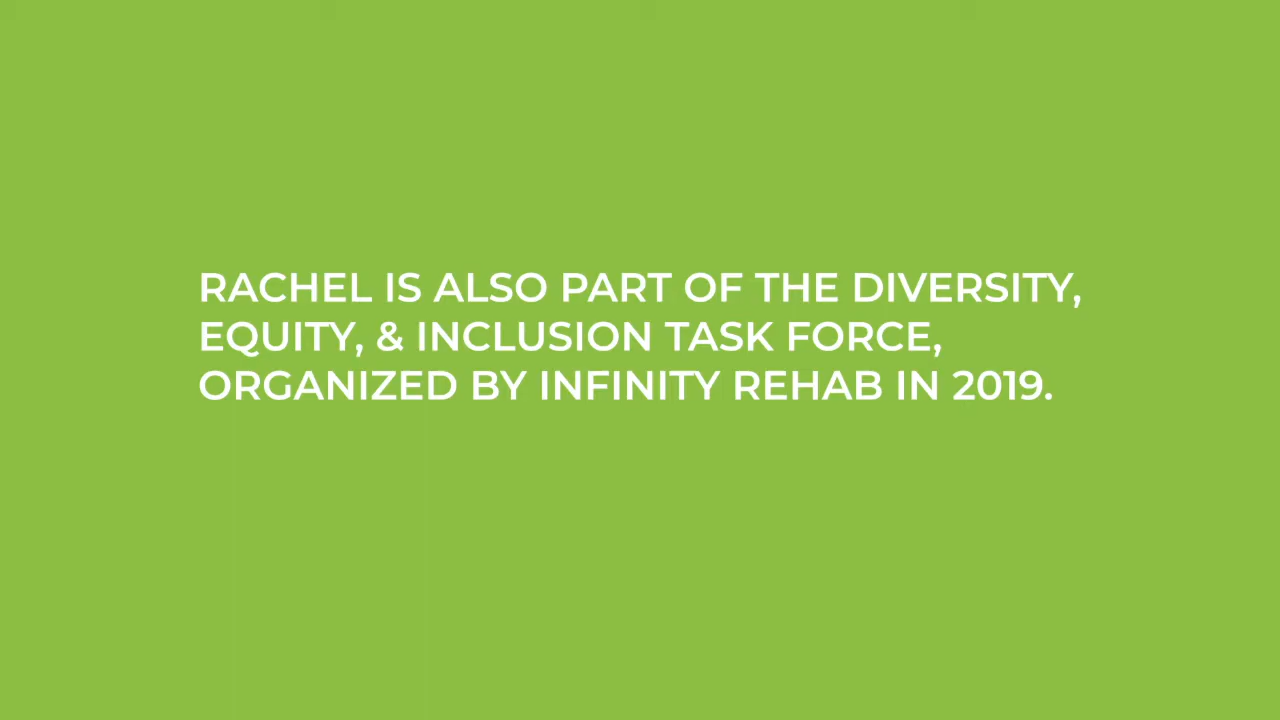 RACHEL IS ALSO PART OF THE DIVERSITY,
EQUITY, & INCLUSION TASK FORCE,
ORGANIZED BY INFINITY REHAB IN 2019.